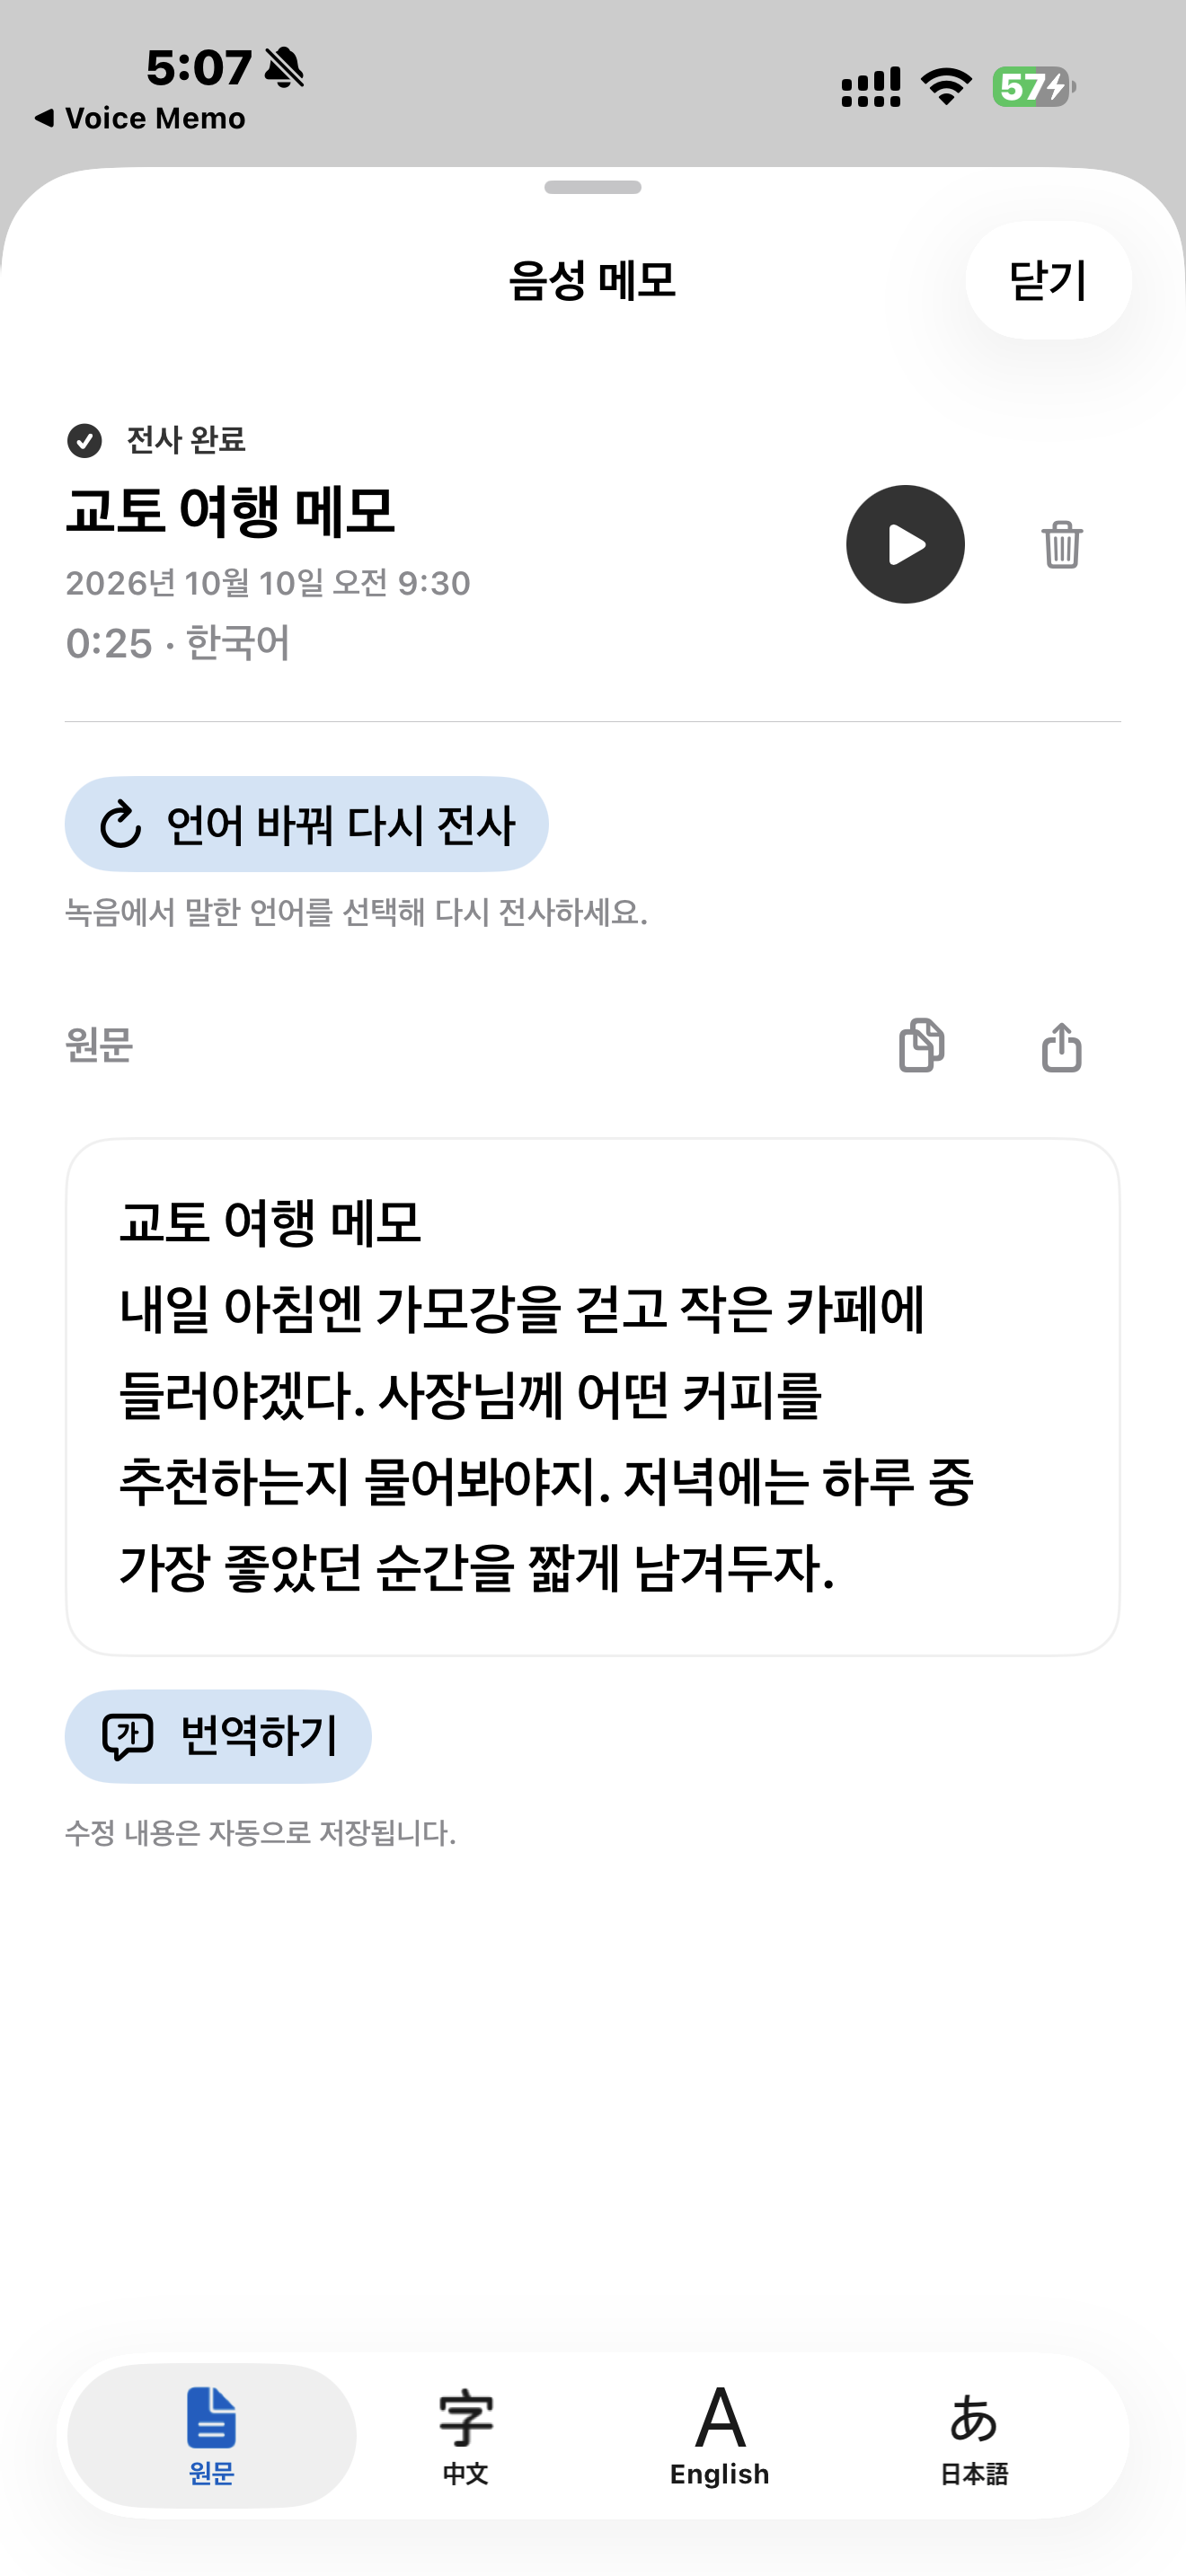 5:07
57
Voice Memo
음성 메모
닫기
전사 완료
교토 여행 메모
2026년 10월 10일 오전 9:30
0:25 · 한국어
언어 바꿔 다시 전사
녹음에서 말한 언어를 선택해 다시 전사하세요.
원문
교토 여행 메모
내일 아침엔 가모강을 걷고 작은 카페에
들러야겠다. 사장님께 어떤 커피를
추천하는지 물어봐야지. 저녁에는 하루 중
가장 좋았던 순간을 짧게 남겨두자.
가 번역하기
수정 내용은 자동으로 저장됩니다.
字 A あ
원문 中文 English 日本語